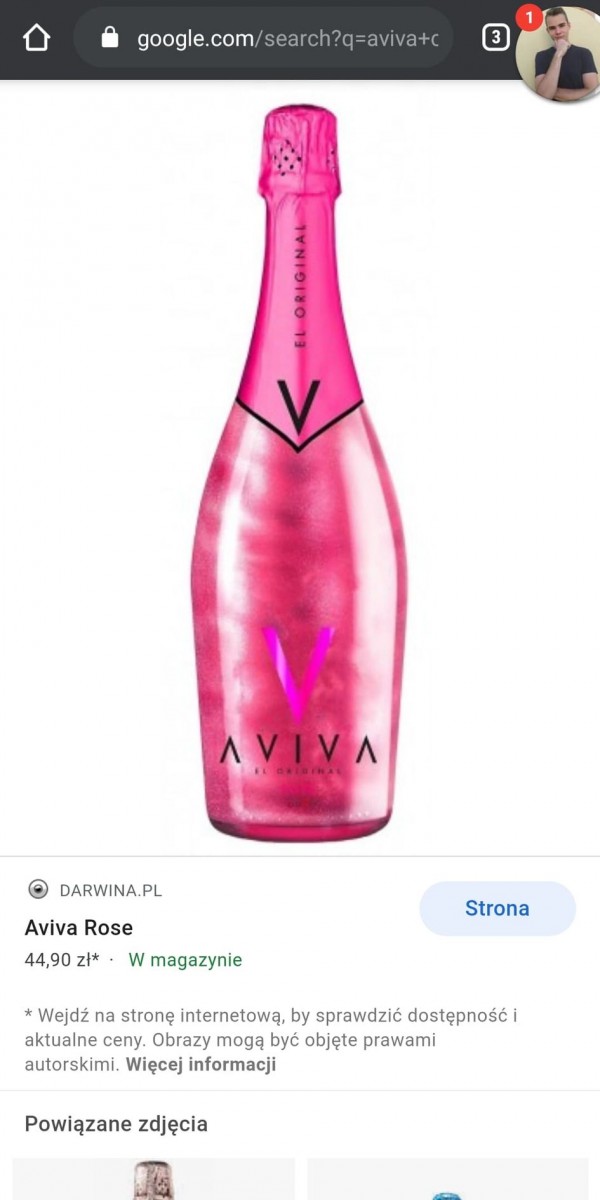 google.com/search?q=aviva+c
3
1
EL ORIGINAL
V
V
AVIVA
EL ORIGINAL
DARWINA.PL
Strona
Aviva Rose
44,90 zł* · W magazynie
* Wejdź na stronę internetową, by sprawdzić dostępność i
aktualne ceny. Obrazy mogą być objęte prawami
autorskimi. Więcej informacji
Powiązane zdjęcia